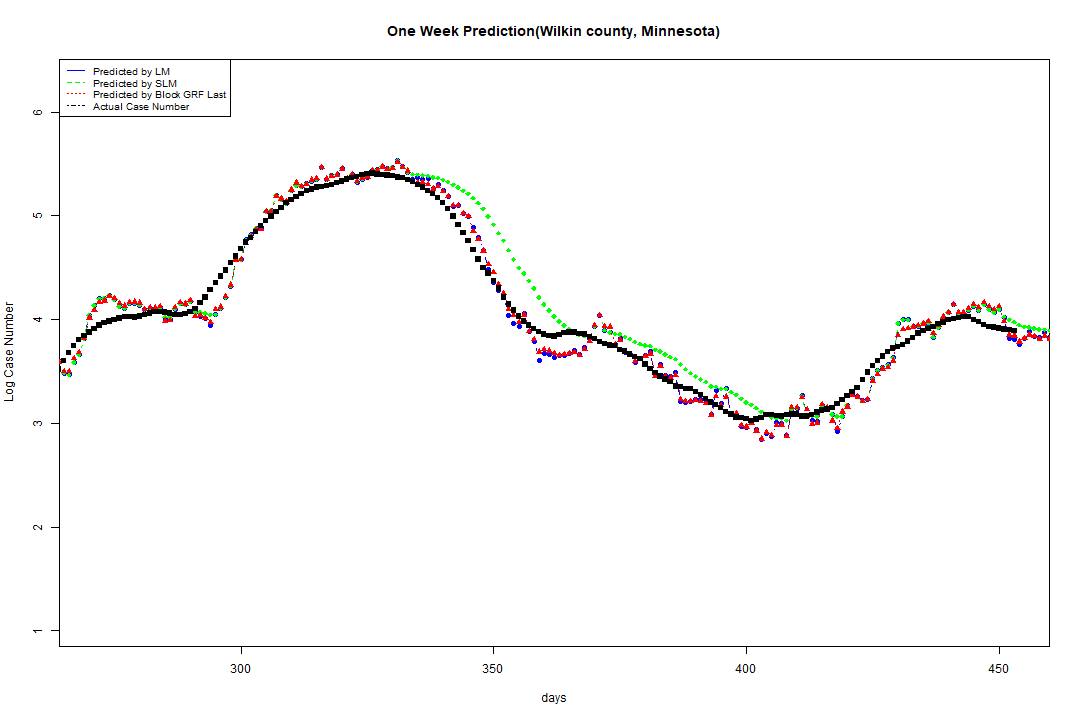 One Week Prediction(Wilkin county, Minnesota)
Predicted by LM
Predicted by SLM
Predicted by Block GRF Last
Actual Case Number
Log Case Number
6
5
4
3
2
1
300 350 400 450
days